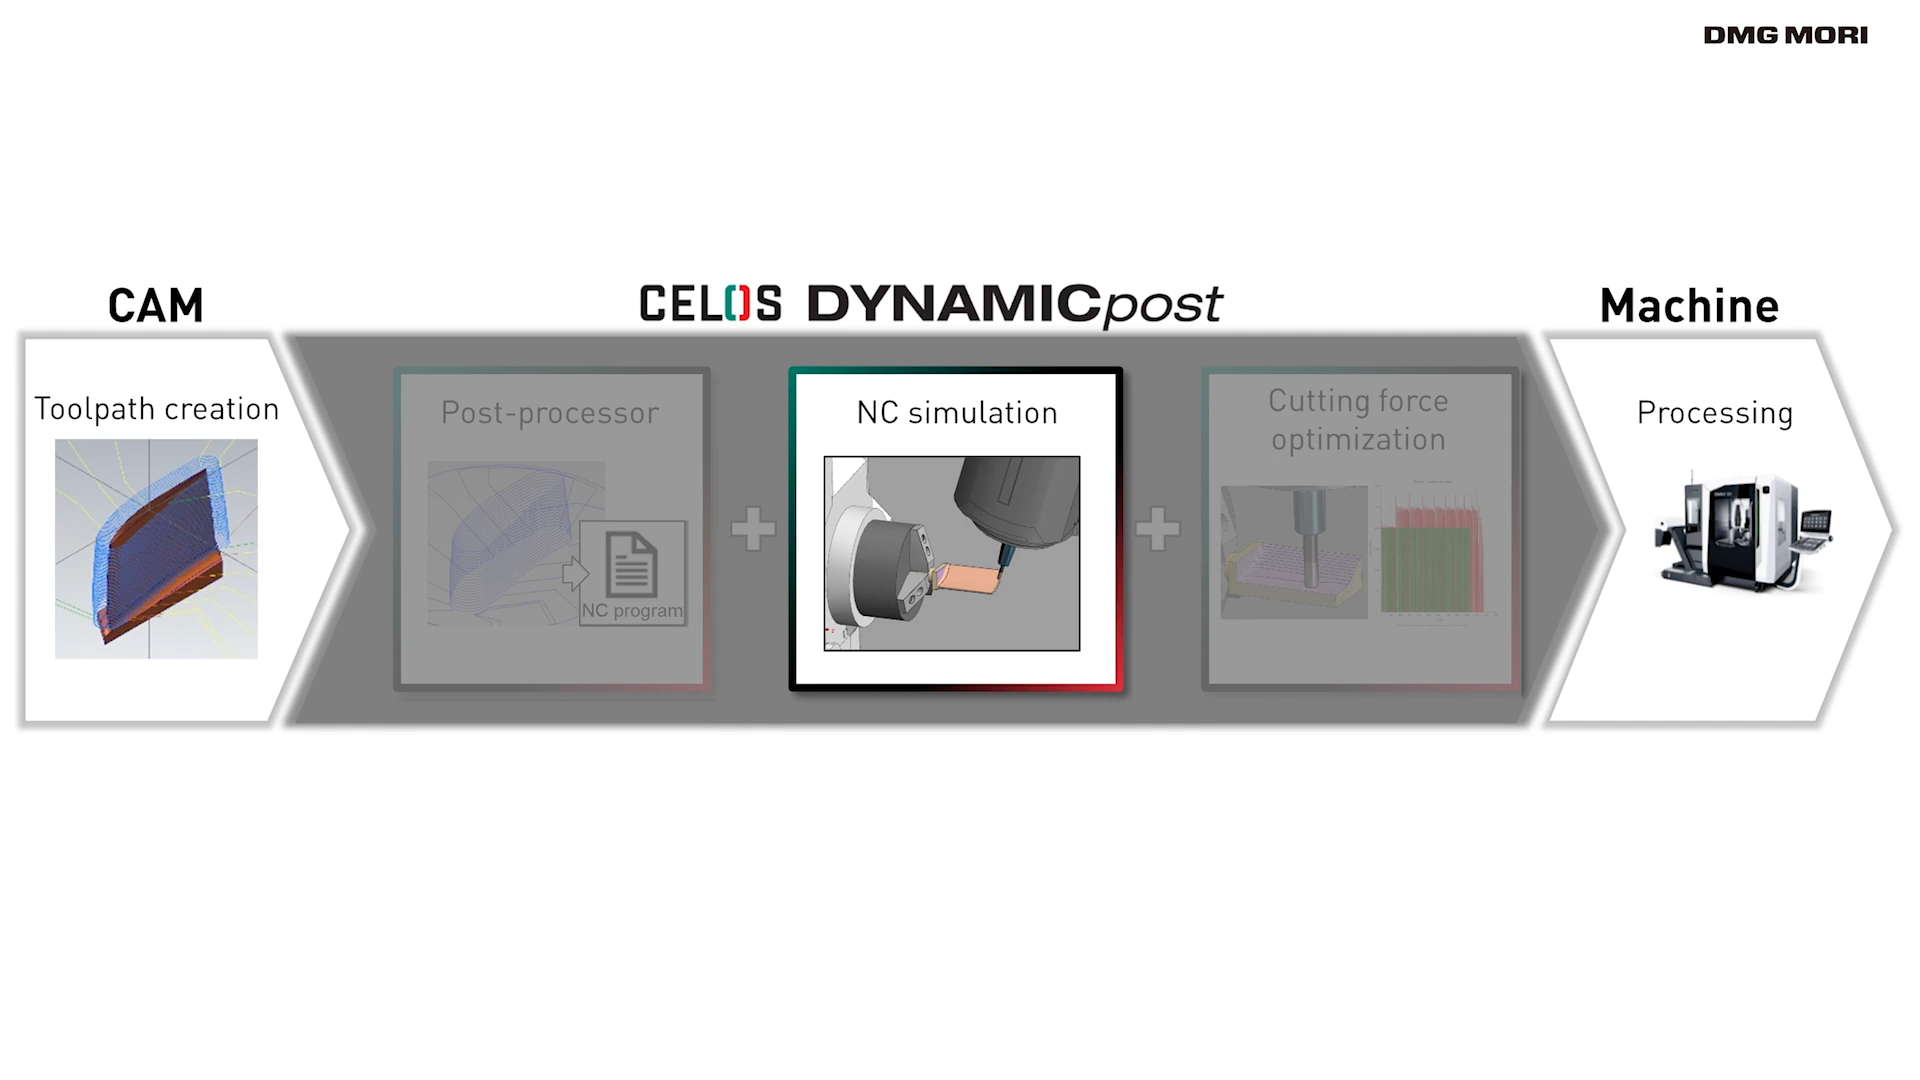 DMG MORI
CAM
CELOS DYNAMICpost
Machine
Toolpath creation
Post-processor
NC program
NC simulation
Cutting force
optimization
Processing